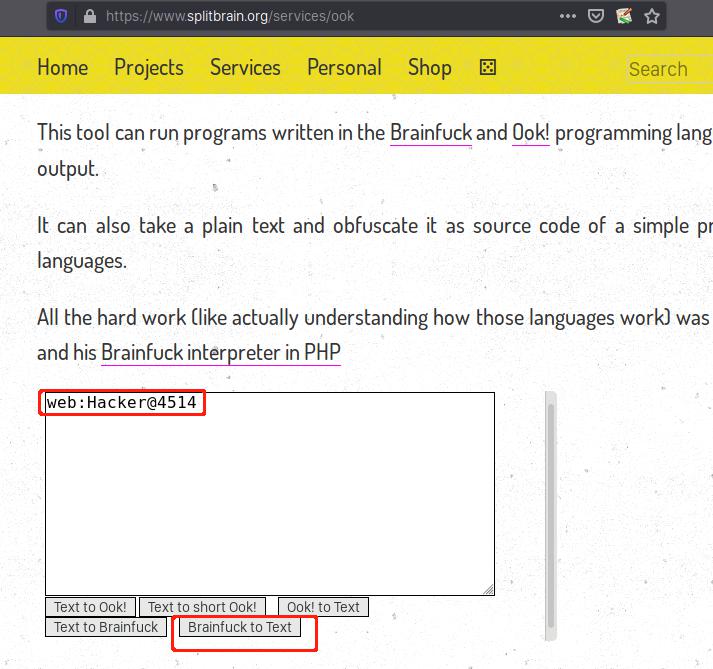 https://www.splitbrain.org/services/ook
Home Projects Services Personal Shop Search
This tool can run programs written in the Brainfuck and Ook! programming lang
output.
It can also take a plain text and obfuscate it as source code of a simple pr
languages.
All the hard work (like actually understanding how those languages work) was
and his Brainfuck interpreter in PHP
web:Hacker@4514
Text to Ook! Text to short Ook! Ook! to Text
Text to Brainfuck Brainfuck to Text